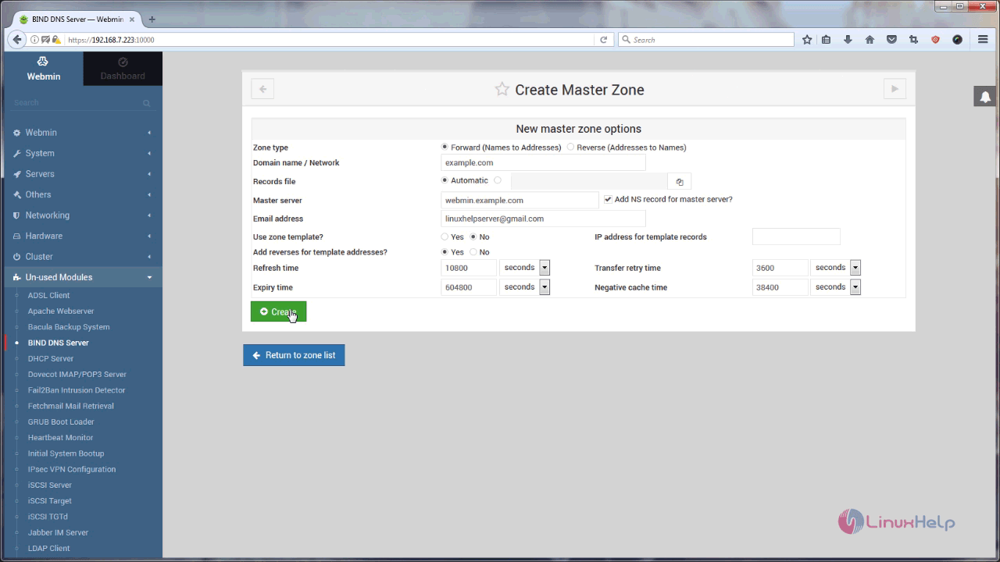 BIND DNS Server — Webmin
https://192.168.7.223:10000
Search
Webmin
Dashboard
Search
Webmin
System
Servers
Others
Networking
Hardware
Cluster
Un-used Modules
ADSL Client
Apache Webserver
Bacula Backup System
BIND DNS Server
DHCP Server
Dovecot IMAP/POP3 Server
Fail2Ban Intrusion Detector
Fetchmail Mail Retrieval
GRUB Boot Loader
Heartbeat Monitor
Initial System Bootup
IPsec VPN Configuration
iSCSI Server
iSCSI Target
iSCSI TGTd
Jabber IM Server
LDAP Client
Create Master Zone
New master zone options
Zone type Forward (Names to Addresses) Reverse (Addresses to Names)
Domain name / Network example.com
Records file Automatic
Master server webmin.example.com Add NS record for master server?
Email address linuxhelpserver@gmail.com
Use zone template? Yes No IP address for template records
Add reverses for template addresses? Yes No
Refresh time 10800 seconds Transfer retry time 3600 seconds
Expiry time 604800 seconds Negative cache time 38400 seconds
Create
Return to zone list
LinuxHelp